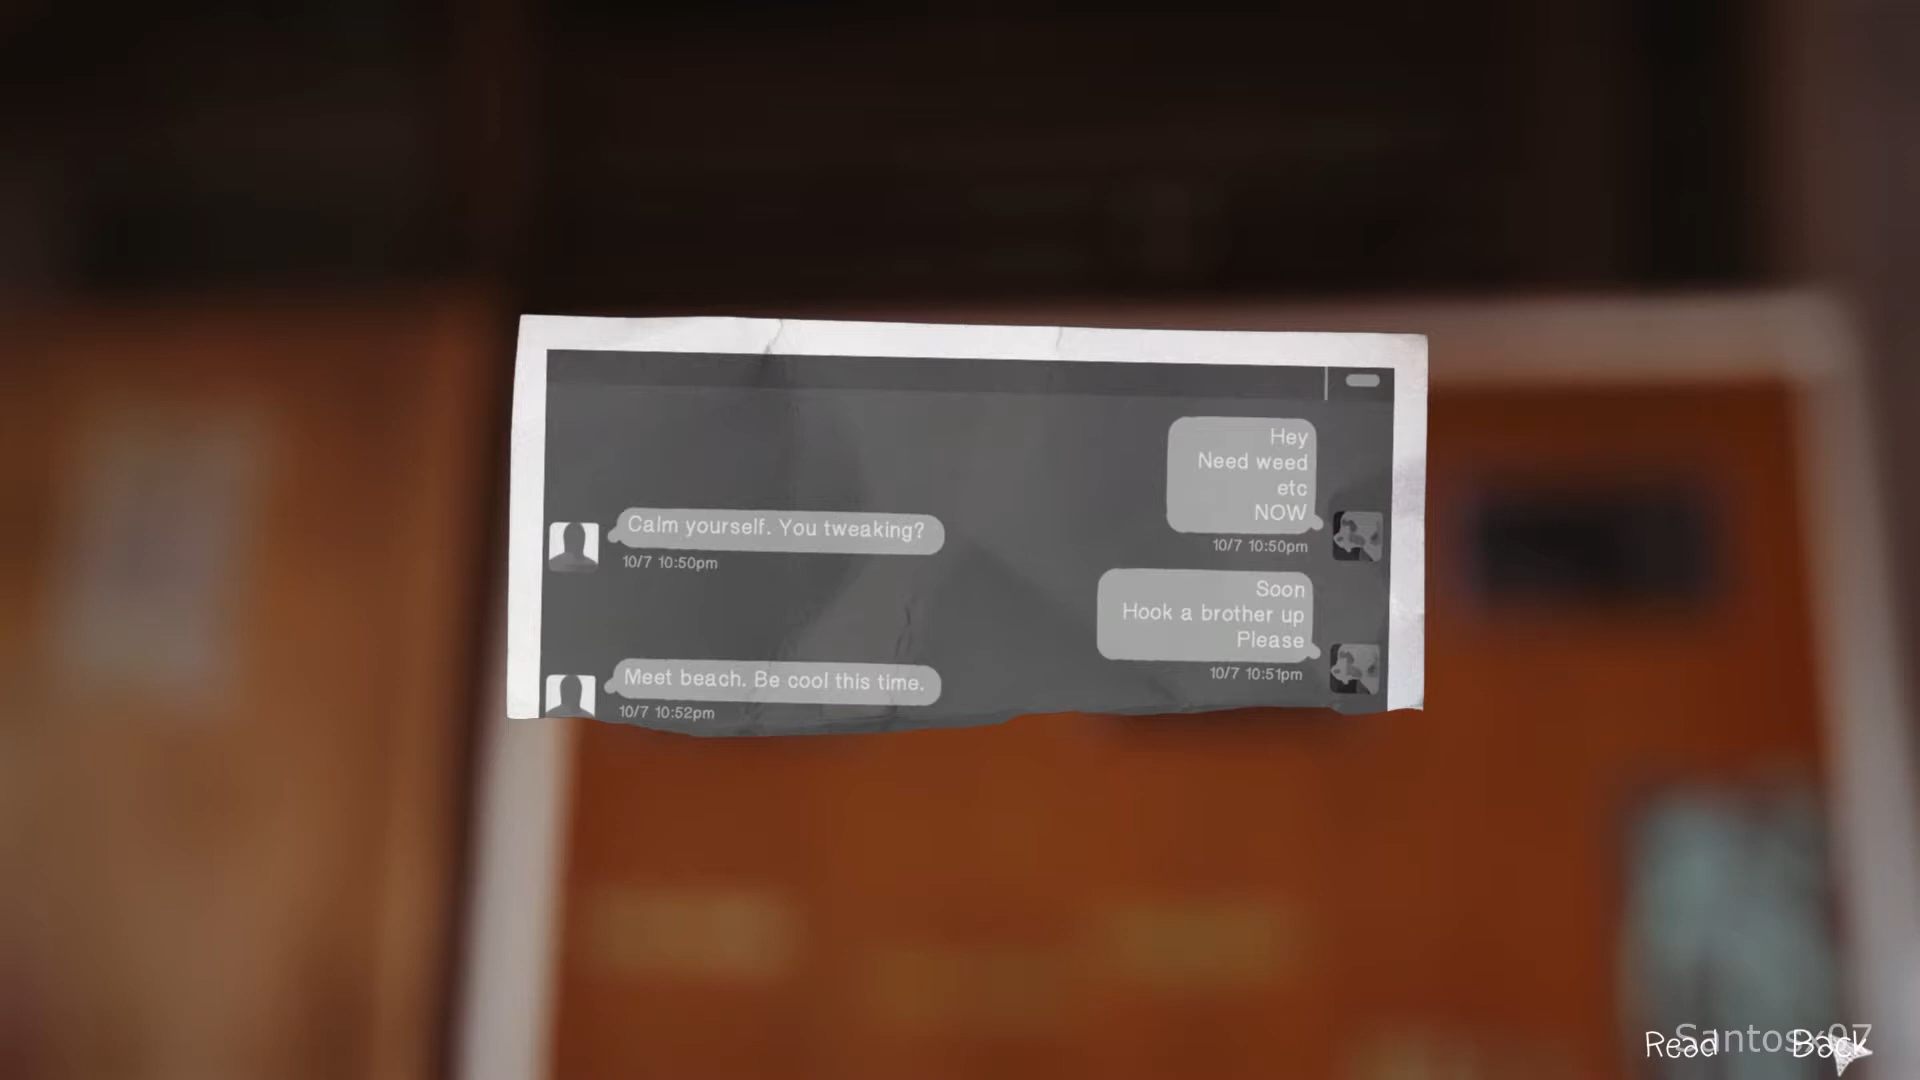 Hey
Need weed
etc
NOW
10/7 10:50pm
Calm yourself. You tweaking?
10/7 10:50pm
Soon
Hook a brother up
Please
10/7 10:51pm
Meet beach. Be cool this time.
10/7 10:52pm
Read
Back
Santosx07